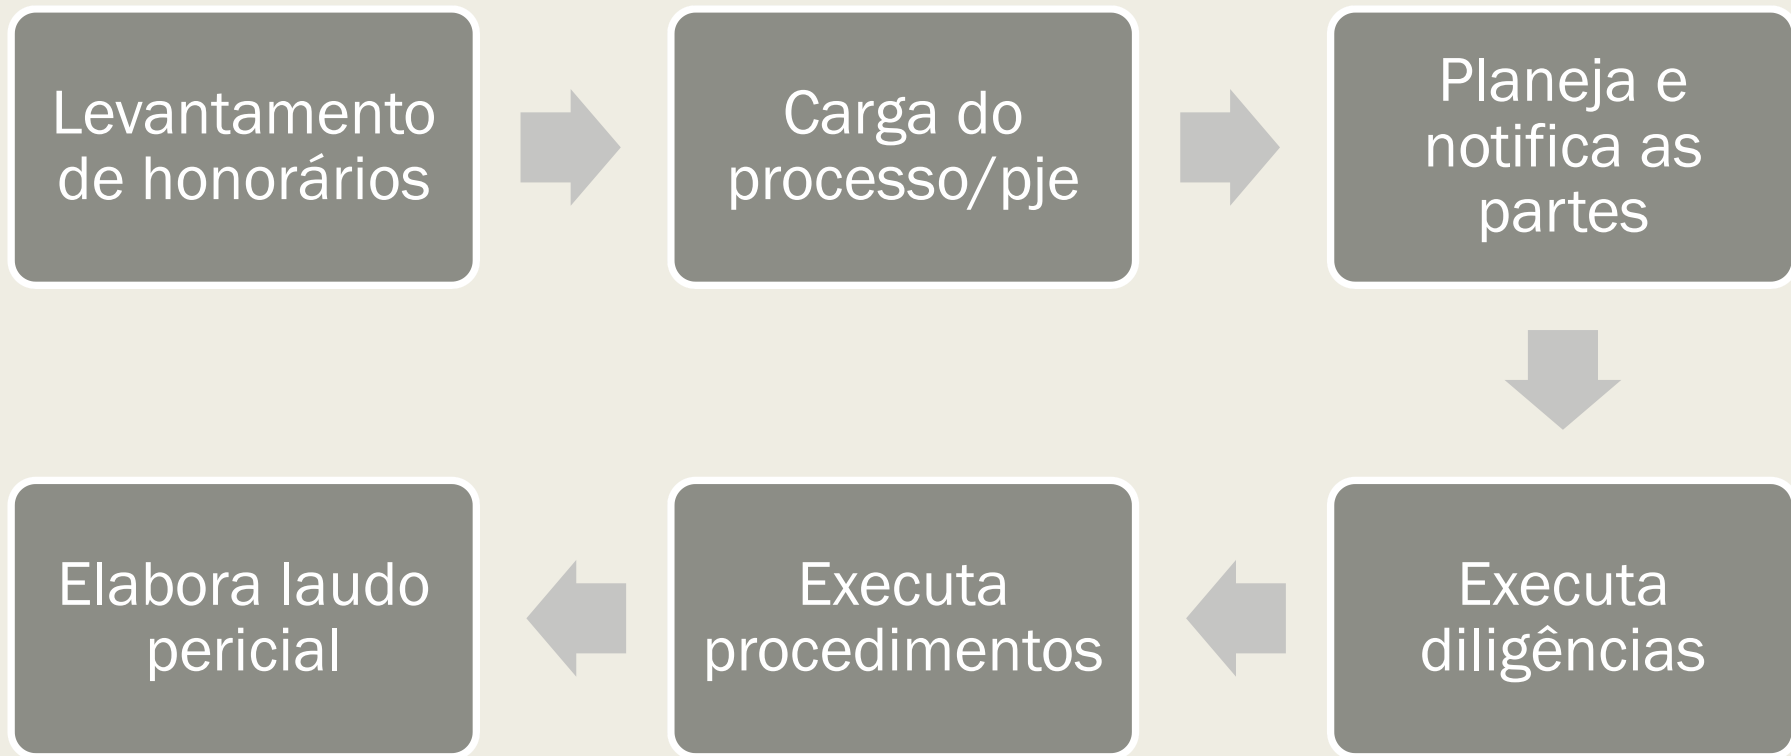 Levantamento
de honorários
Carga do
processo/pje
Planeja e
notifica as
partes
Executa
diligências
Executa
procedimentos
Elabora laudo
pericial